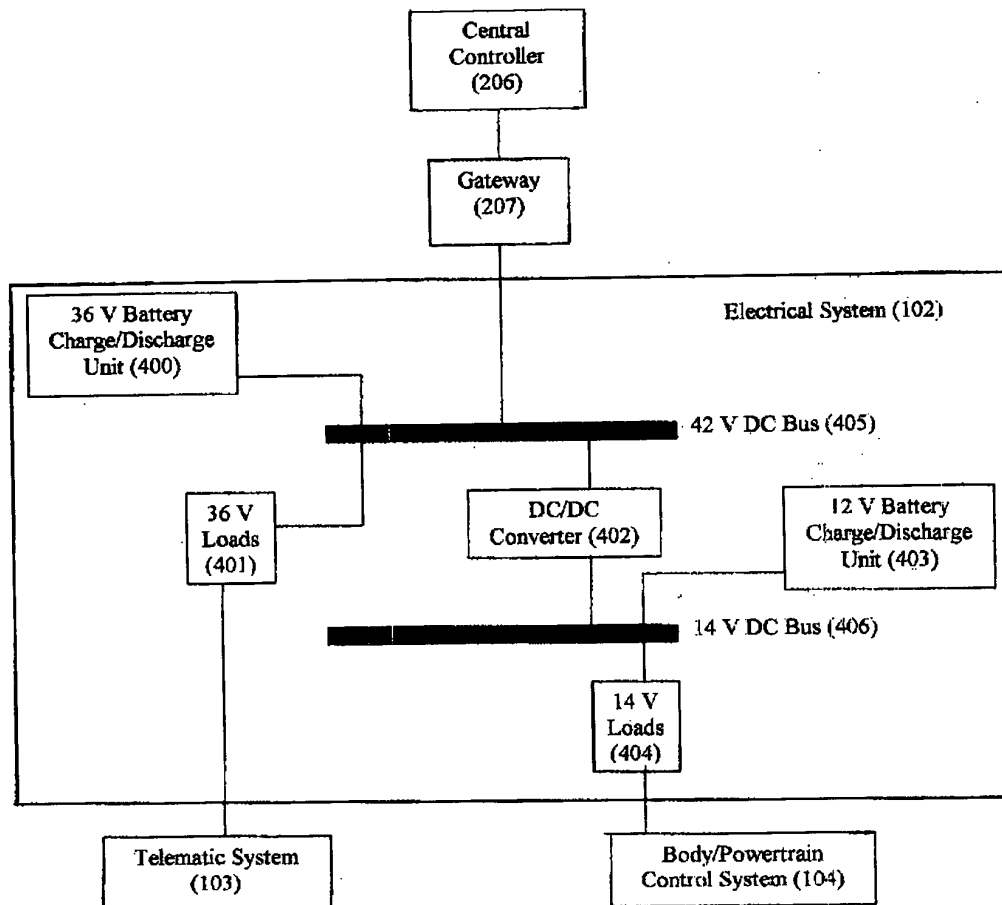 Central
Controller
(206)
Gateway
(207)
36 V Battery
Charge/Discharge
Unit (400)
Electrical System (102)
42 V DC Bus (405)
36 V
Loads
(401)
DC/DC
Converter (402)
12 V Battery
Charge/Discharge
Unit (403)
14 V DC Bus (406)
14 V
Loads
(404)
Telematic System
(103)
Body/Powertrain
Control System (104)